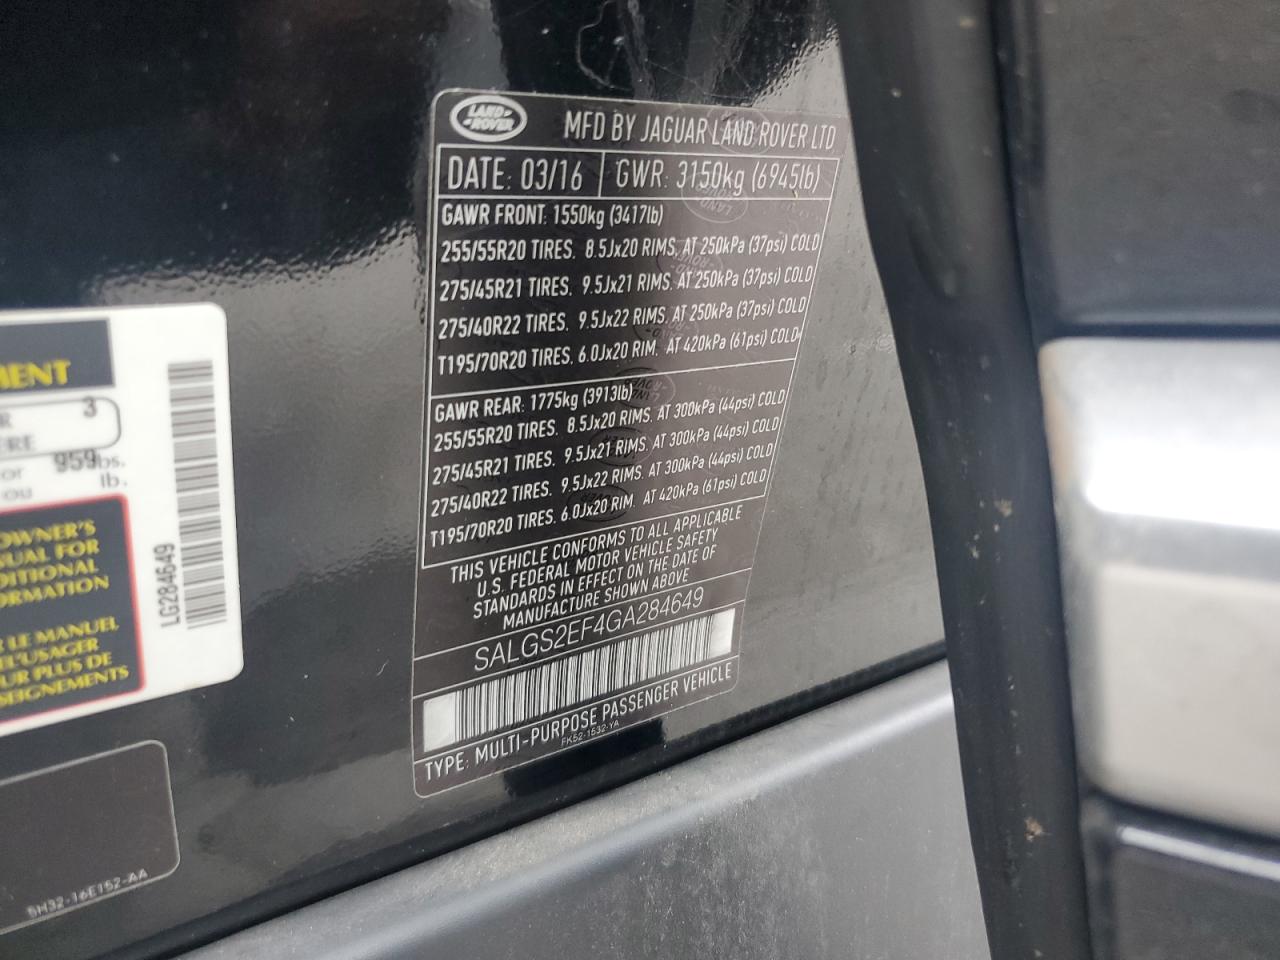 LAND-
-ROVER
MFD BY JAGUAR LAND ROVER LTD
DATE: 03/16 GWR: 3150kg (6945lb)
GAWR FRONT: 1550kg (3417lb)
255/55R20 TIRES. 8.5Jx20 RIMS. AT 250kPa (37psi) COLD
275/45R21 TIRES. 9.5Jx21 RIMS. AT 250kPa (37psi) COLD
275/40R22 TIRES. 9.5Jx22 RIMS. AT 250kPa (37psi) COLD
T195/70R20 TIRES. 6.0Jx20 RIM. AT 420kPa (61psi) COLD
GAWR REAR: 1775kg (3913lb)
255/55R20 TIRES. 8.5Jx20 RIMS. AT 300kPa (44psi) COLD
275/45R21 TIRES. 9.5Jx21 RIMS. AT 300kPa (44psi) COLD
275/40R22 TIRES. 9.5Jx22 RIMS. AT 300kPa (44psi) COLD
T195/70R20 TIRES. 6.0Jx20 RIM. AT 420kPa (61psi) COLD
THIS VEHICLE CONFORMS TO ALL APPLICABLE
U.S. FEDERAL MOTOR VEHICLE SAFETY
STANDARDS IN EFFECT ON THE DATE OF
MANUFACTURE SHOWN ABOVE
SALGS2EF4GA284649
TYPE: MULTI-PURPOSE PASSENGER VEHICLE
FK52-1532-YA
MENT
R 3
ERE
or 959 bs.
ou lb.
OWNER'S
NUAL FOR
DITIONAL
ORMATION
R LE MANUEL
EL'USAGER
UR PLUS DE
SEIGNEMENTS
LG284649
5H32-16E152-AA